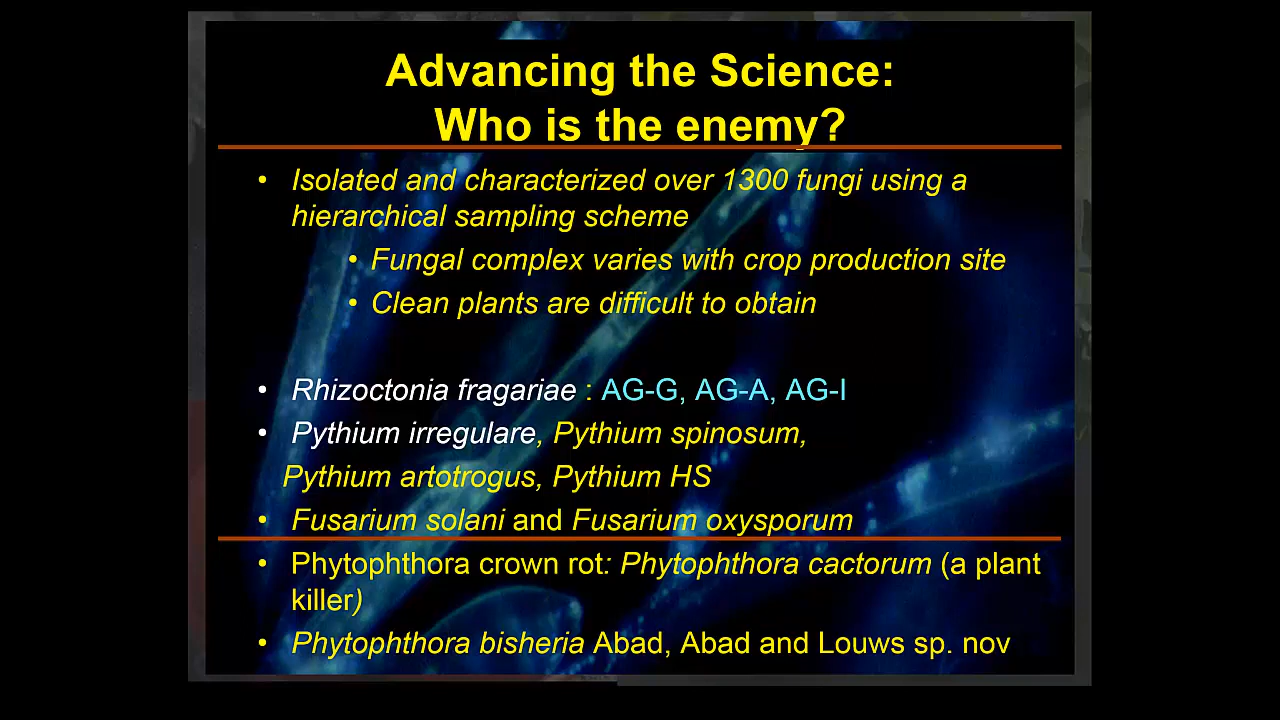 Advancing the Science:
Who is the enemy?
• Isolated and characterized over 1300 fungi using a
hierarchical sampling scheme
• Fungal complex varies with crop production site
• Clean plants are difficult to obtain
• Rhizoctonia fragariae : AG-G, AG-A, AG-I
• Pythium irregulare, Pythium spinosum,
Pythium artotrogus, Pythium HS
• Fusarium solani and Fusarium oxysporum
• Phytophthora crown rot: Phytophthora cactorum (a plant
killer)
• Phytophthora bisheria Abad, Abad and Louws sp. nov